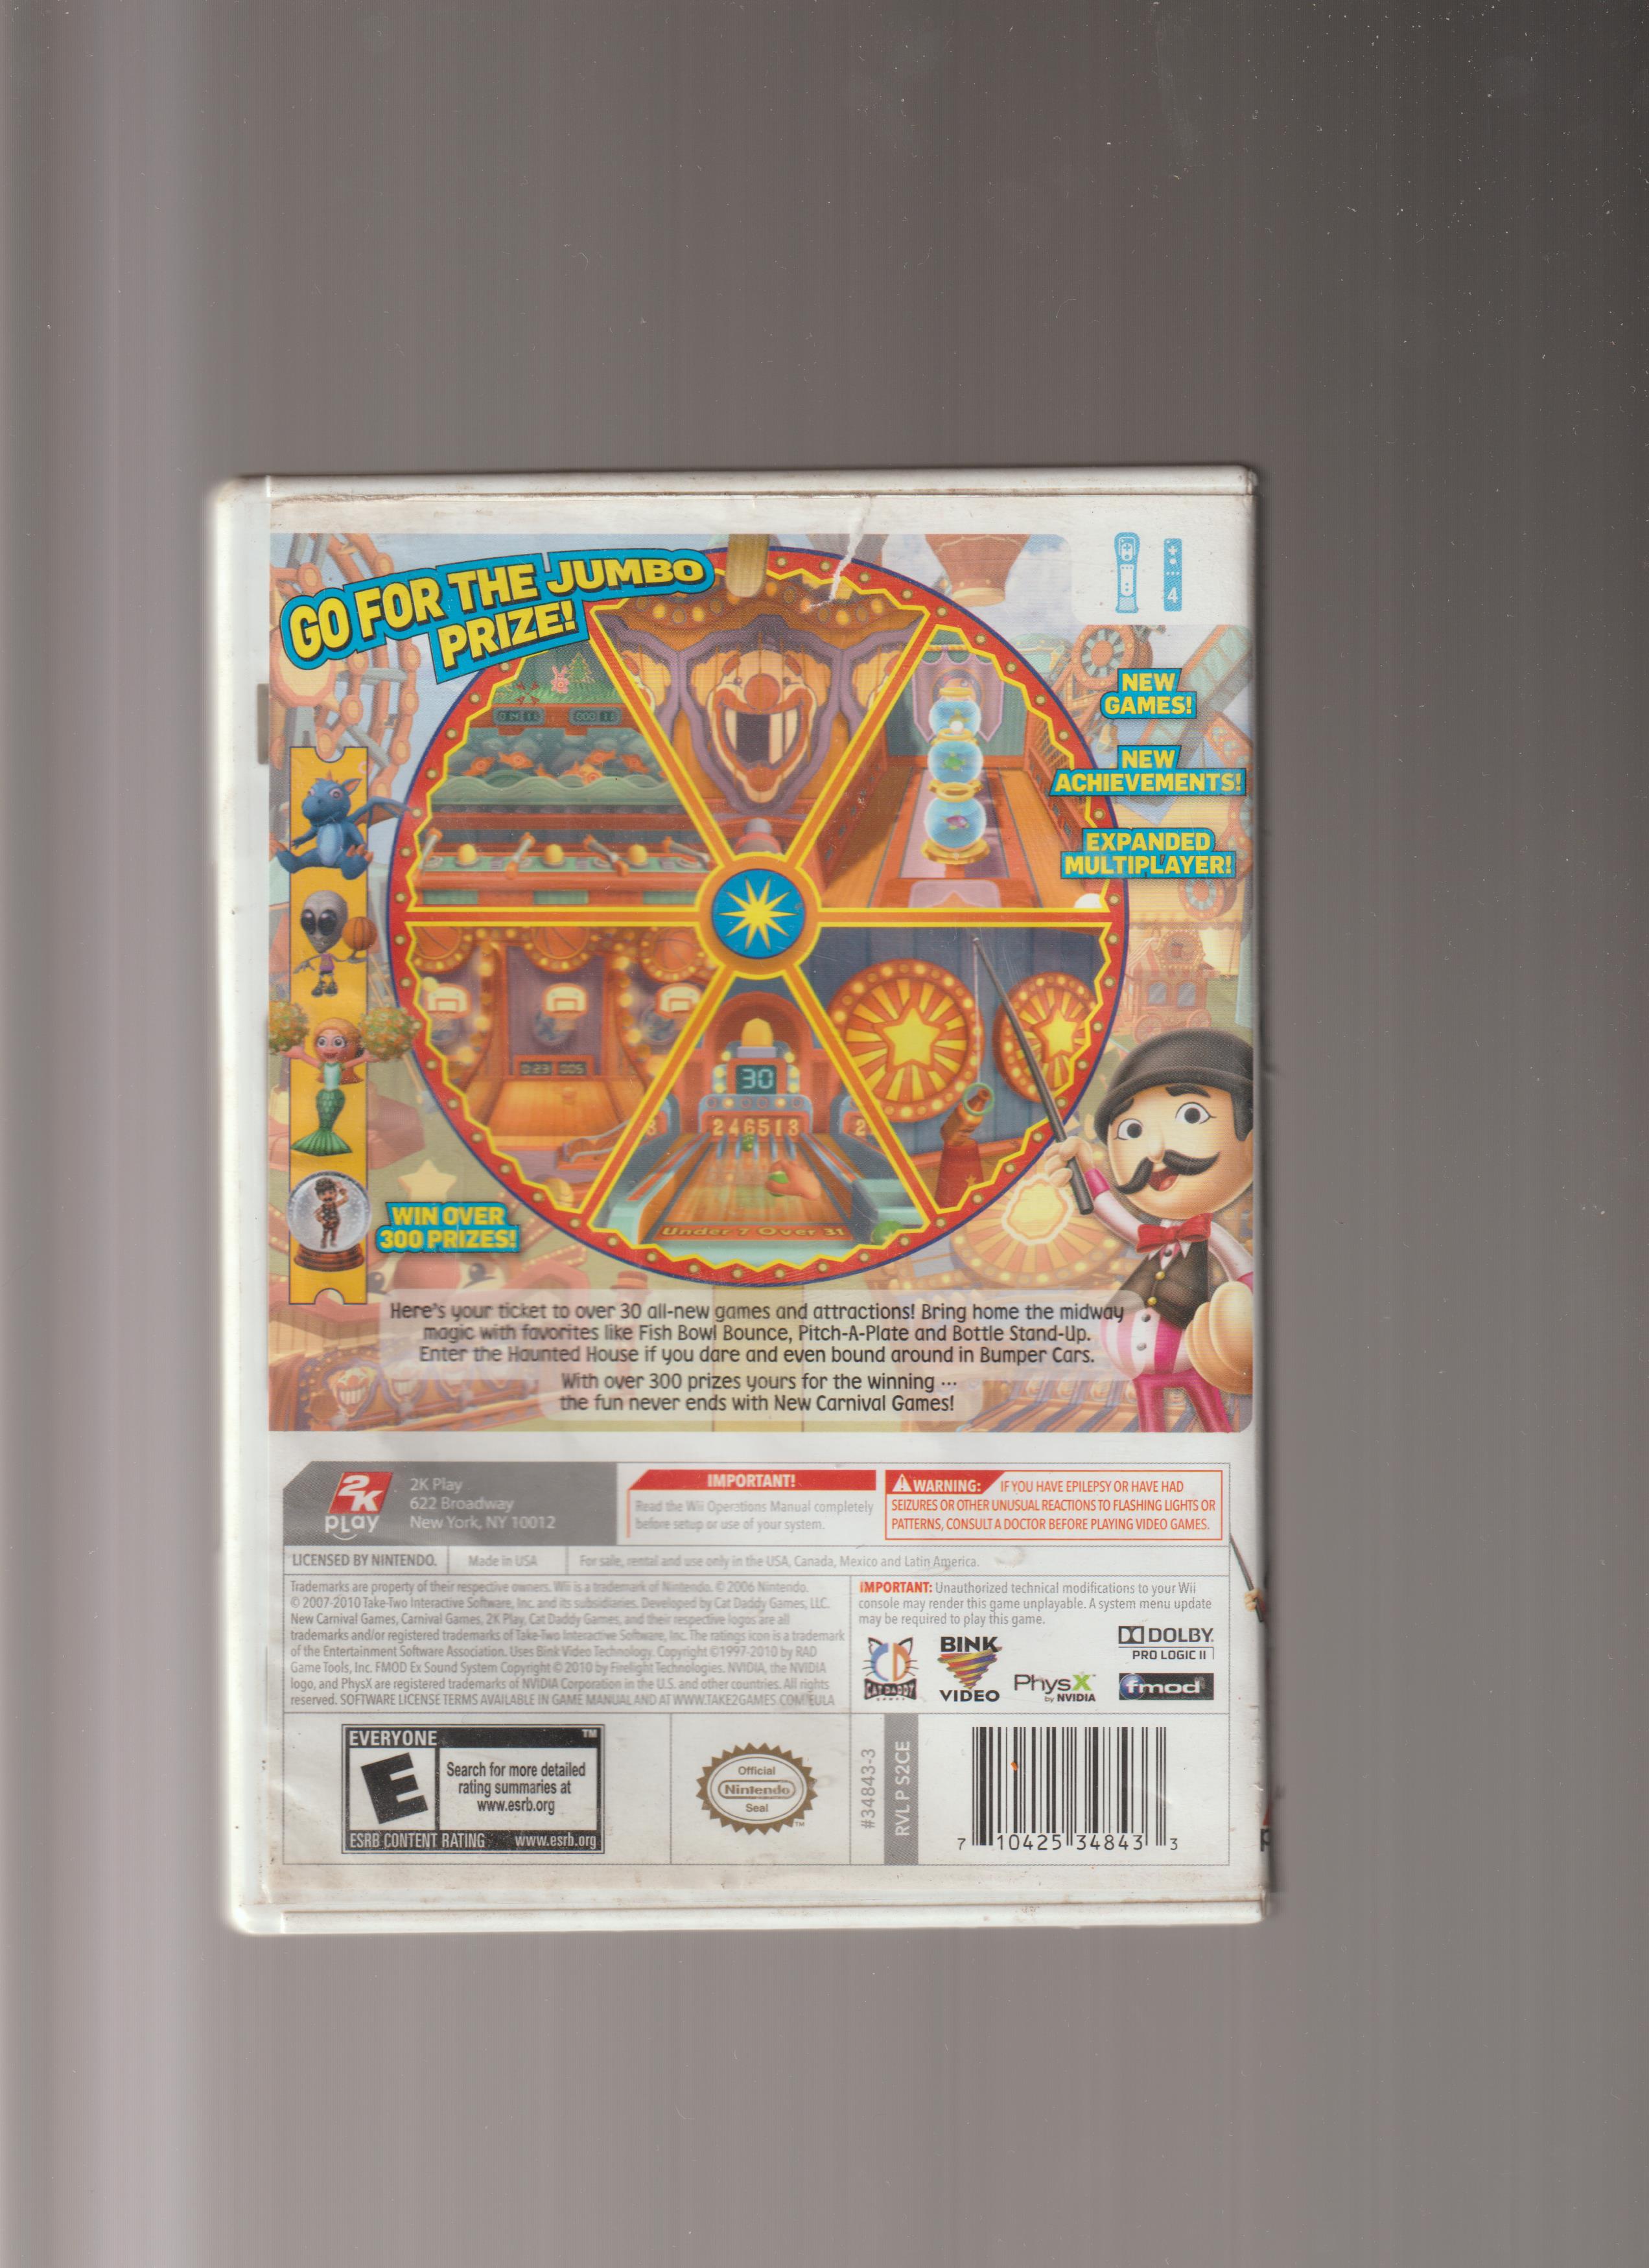 GO FOR THE JUMBO
PRIZE!
4
NEW
GAMES!
NEW
ACHIEVEMENTS!
EXPANDED
MULTIPLAYER!
0:23 005
30
246513
Under 7 Over 31
WIN OVER
300 PRIZES!
Here's your ticket to over 30 all-new games and attractions! Bring home the midway
magic with favorites like Fish Bowl Bounce, Pitch-A-Plate and Bottle Stand-Up.
Enter the Haunted House if you dare and even bound around in Bumper Cars.
With over 300 prizes yours for the winning ...
the fun never ends with New Carnival Games!
2K
play
2K Play
622 Broadway
New York, NY 10012
IMPORTANT!
Read the Wii Operations Manual completely
before setup or use of your system.
WARNING: IF YOU HAVE EPILEPSY OR HAVE HAD
SEIZURES OR OTHER UNUSUAL REACTIONS TO FLASHING LIGHTS OR
PATTERNS, CONSULT A DOCTOR BEFORE PLAYING VIDEO GAMES.
LICENSED BY NINTENDO.
Made in USA
For sale, rental and use only in the USA, Canada, Mexico and Latin America.
Trademarks are property of their respective owners. Wii is a trademark of Nintendo. © 2006 Nintendo.
© 2007-2010 Take-Two Interactive Software, Inc. and its subsidiaries. Developed by Cat Daddy Games, LLC.
New Carnival Games, Carnival Games, 2K Play, Cat Daddy Games, and their respective logos are all
trademarks and/or registered trademarks of Take-Two Interactive Software, Inc. The ratings icon is a trademark
of the Entertainment Software Association. Uses Bink Video Technology. Copyright ©1997-2010 by RAD
Game Tools, Inc. FMOD Ex Sound System Copyright © 2010 by Firelight Technologies. NVIDIA, the NVIDIA
logo, and PhysX are registered trademarks of NVIDIA Corporation in the U.S. and other countries. All rights
reserved. SOFTWARE LICENSE TERMS AVAILABLE IN GAME MANUAL AND AT WWW.TAKE2GAMES.COM/EULA
IMPORTANT: Unauthorized technical modifications to your Wii
console may render this game unplayable. A system menu update
may be required to play this game.
CD
CAT DADDY
GAMES
BINK
VIDEO
PhysX™
by NVIDIA
DOLBY
PRO LOGIC II
fmod
EVERYONE ™
E
Search for more detailed
rating summaries at
www.esrb.org
ESRB CONTENT RATING www.esrb.org
Official
Nintendo
Seal
™
#34843-3
RVL P S2CE
7 10425 34843 3